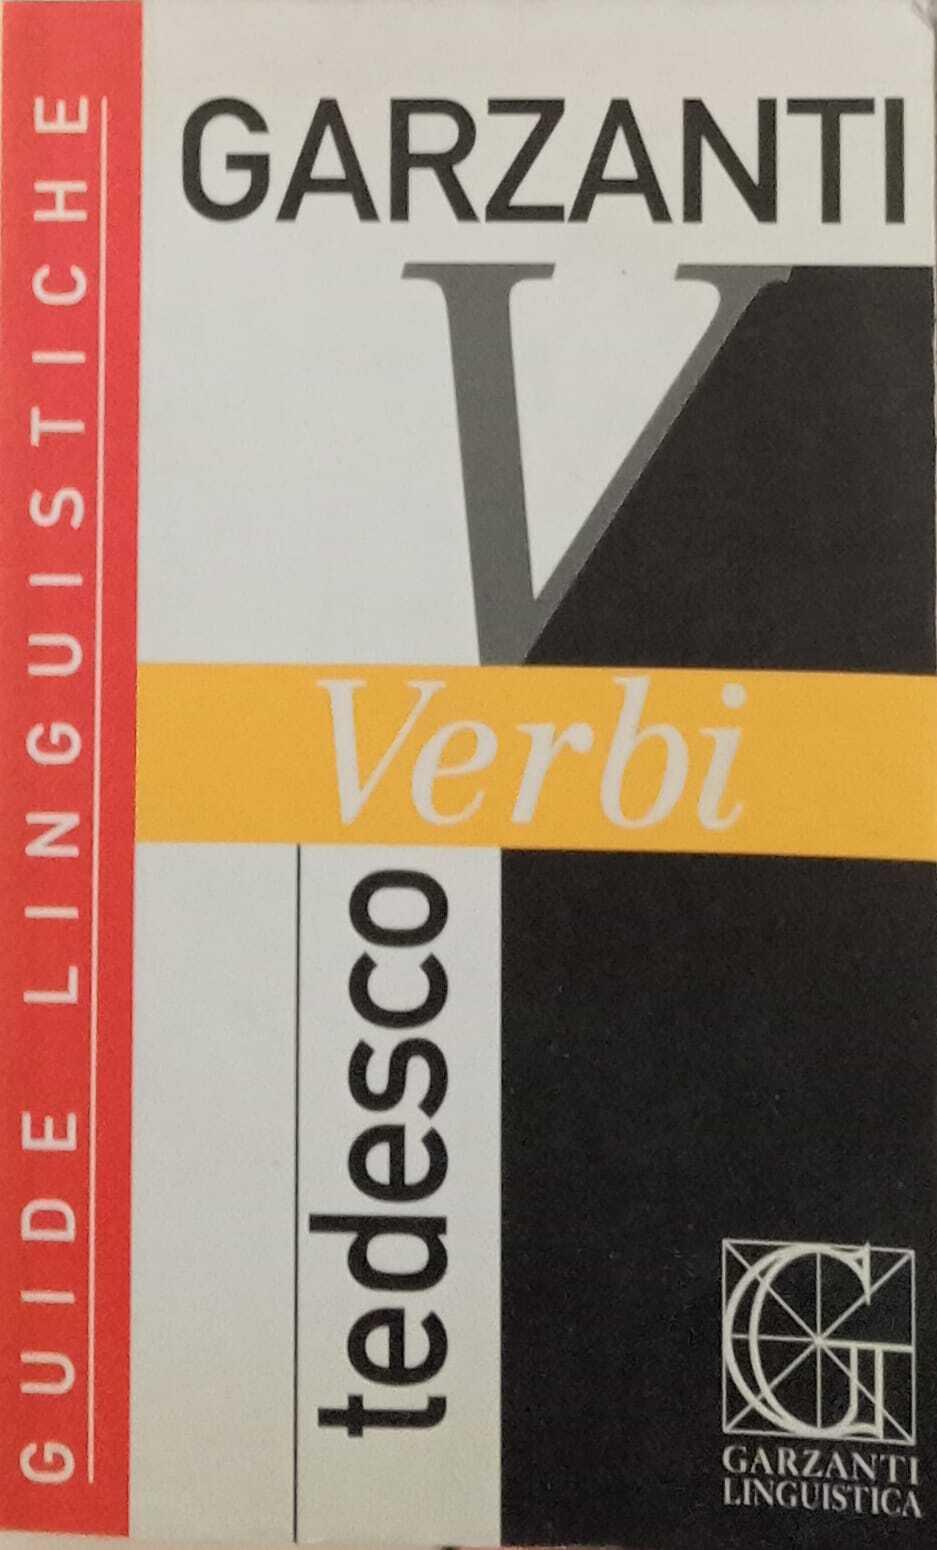 GUIDE LINGUISTICHE
GARZANTI
V
Verbi
tedesco
G
GARZANTI
LINGUISTICA